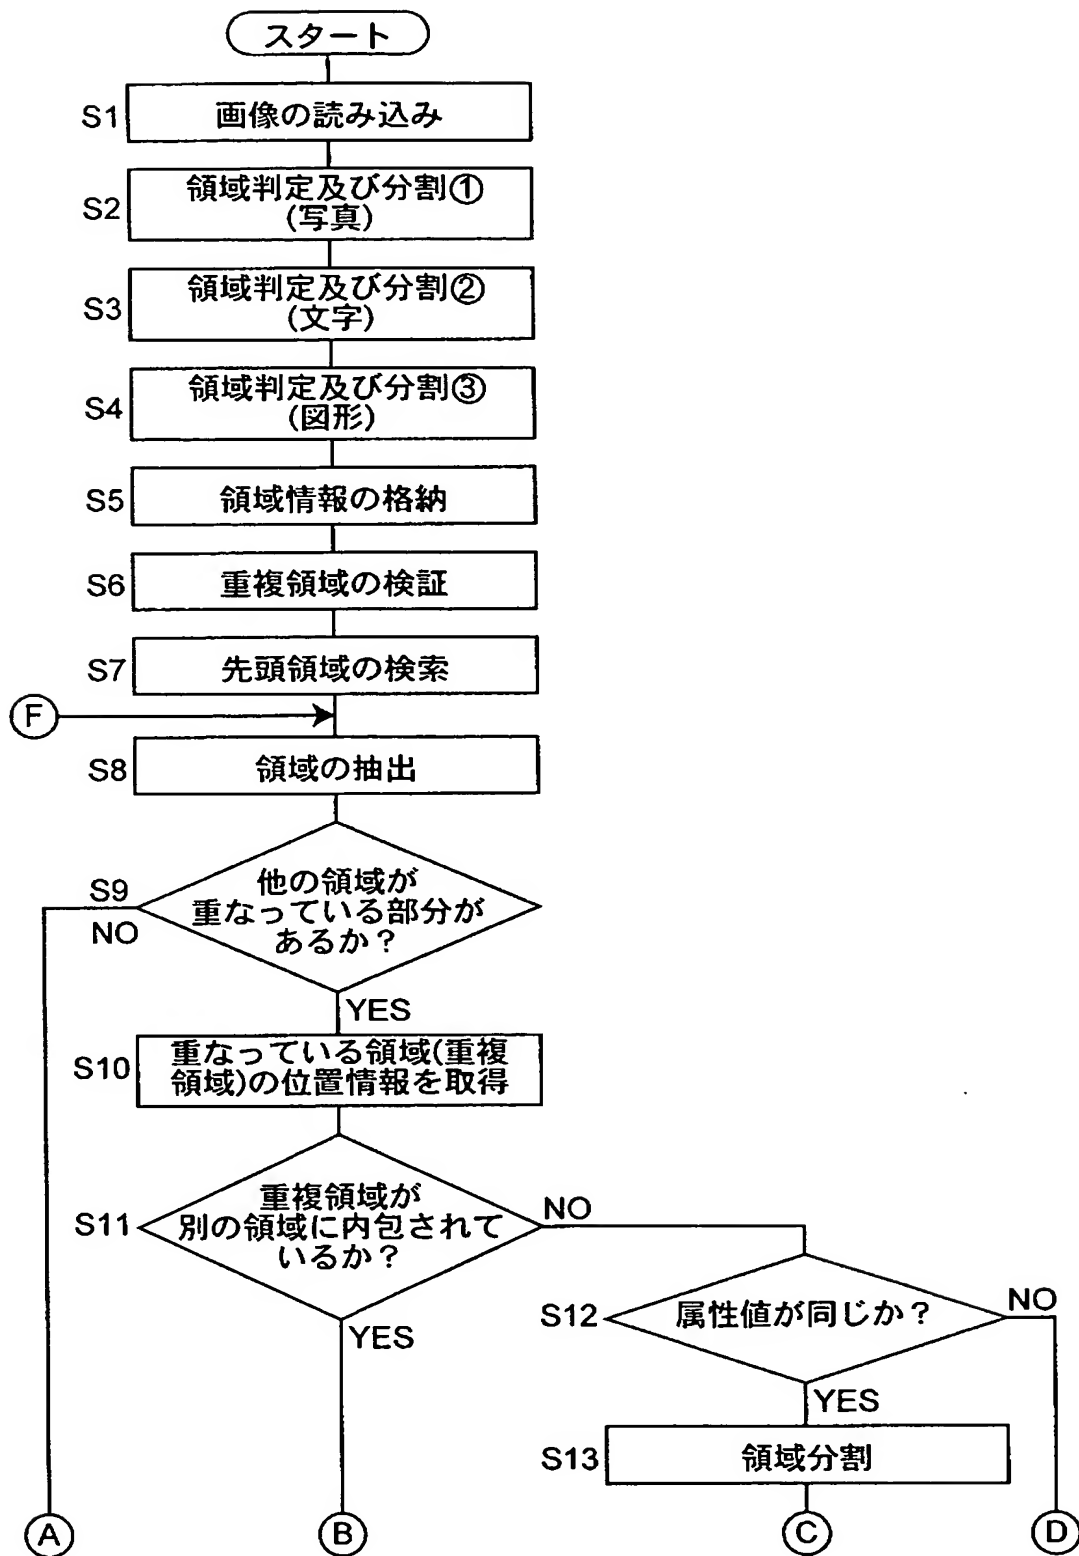 スタート
S1
画像の読み込み
S2
領域判定及び分割①
(写真)
S3
領域判定及び分割②
(文字)
S4
領域判定及び分割③
(図形)
S5
領域情報の格納
S6
重複領域の検証
S7
先頭領域の検索
F
S8
領域の抽出
S9
他の領域が
重なっている部分が
あるか?
NO
YES
S10
重なっている領域(重複
領域)の位置情報を取得
S11
重複領域が
別の領域に内包されて
いるか?
NO
YES
S12
属性値が同じか?
NO
YES
S13
領域分割
A
B
C
D